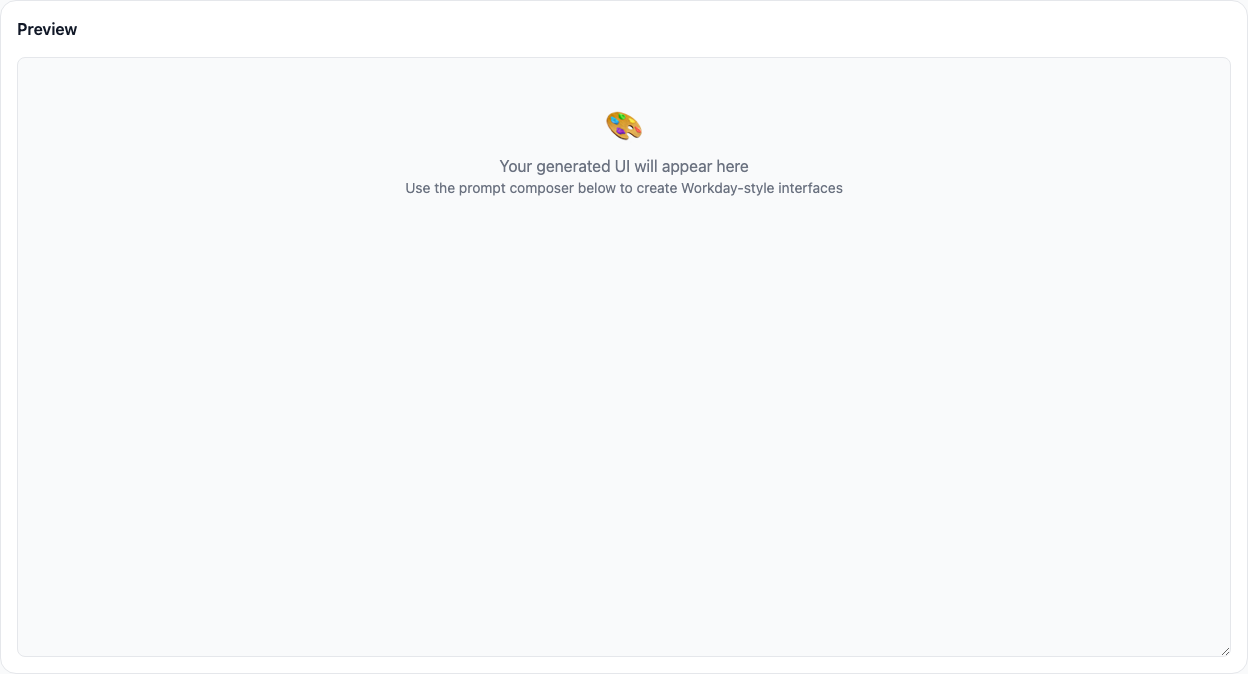 Preview
Your generated UI will appear here
Use the prompt composer below to create Workday-style interfaces